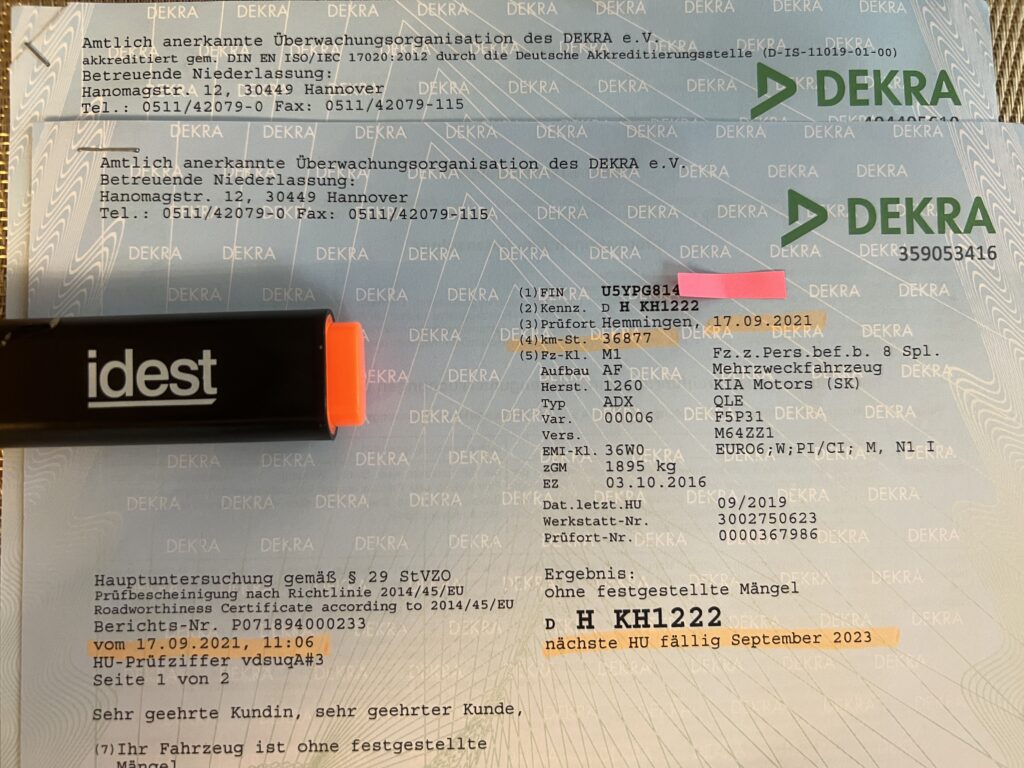 Amtlich anerkannte Überwachungsorganisation des DEKRA e.V.
akkreditiert gem. DIN EN ISO/IEC 17020:2012 durch die Deutsche Akkreditierungsstelle (D-IS-11019-01-00)
Betreuende Niederlassung:
Hanomagstr. 12, 30449 Hannover
Tel.: 0511/42079-0 Fax: 0511/42079-115
DEKRA
Amtlich anerkannte Überwachungsorganisation des DEKRA e.V.
Betreuende Niederlassung:
Hanomagstr. 12, 30449 Hannover
Tel.: 0511/42079-0 Fax: 0511/42079-115
DEKRA
359053416
(1) FIN U5YPG814
(2) Kennz. D H KH1222
(3) Prüfort Hemmingen, 17.09.2021
(4) km-St. 36877
(5) Fz-Kl. M1 Fz.z.Pers.bef.b. 8 Spl.
Aufbau AF Mehrzweckfahrzeug
Herst. 1260 KIA Motors (SK)
Typ ADX QLE
Var. 00006 F5P31
Vers. M64ZZ1
EMI-Kl. 36W0 EURO6;W;PI/CI; M, N1 I
zGM 1895 kg
EZ 03.10.2016
Dat.letzt.HU 09/2019
Werkstatt-Nr. 3002750623
Prüfort-Nr. 0000367986
idest
Hauptuntersuchung gemäß § 29 StVZO
Prüfbescheinigung nach Richtlinie 2014/45/EU
Roadworthiness Certificate according to 2014/45/EU
Berichts-Nr. P071894000233
vom 17.09.2021, 11:06
HU-Prüfziffer vdsuqA#3
Seite 1 von 2
Ergebnis:
ohne festgestellte Mängel
D H KH1222
nächste HU fällig September 2023
Sehr geehrte Kundin, sehr geehrter Kunde,
(7) Ihr Fahrzeug ist ohne festgestellte
Mängel